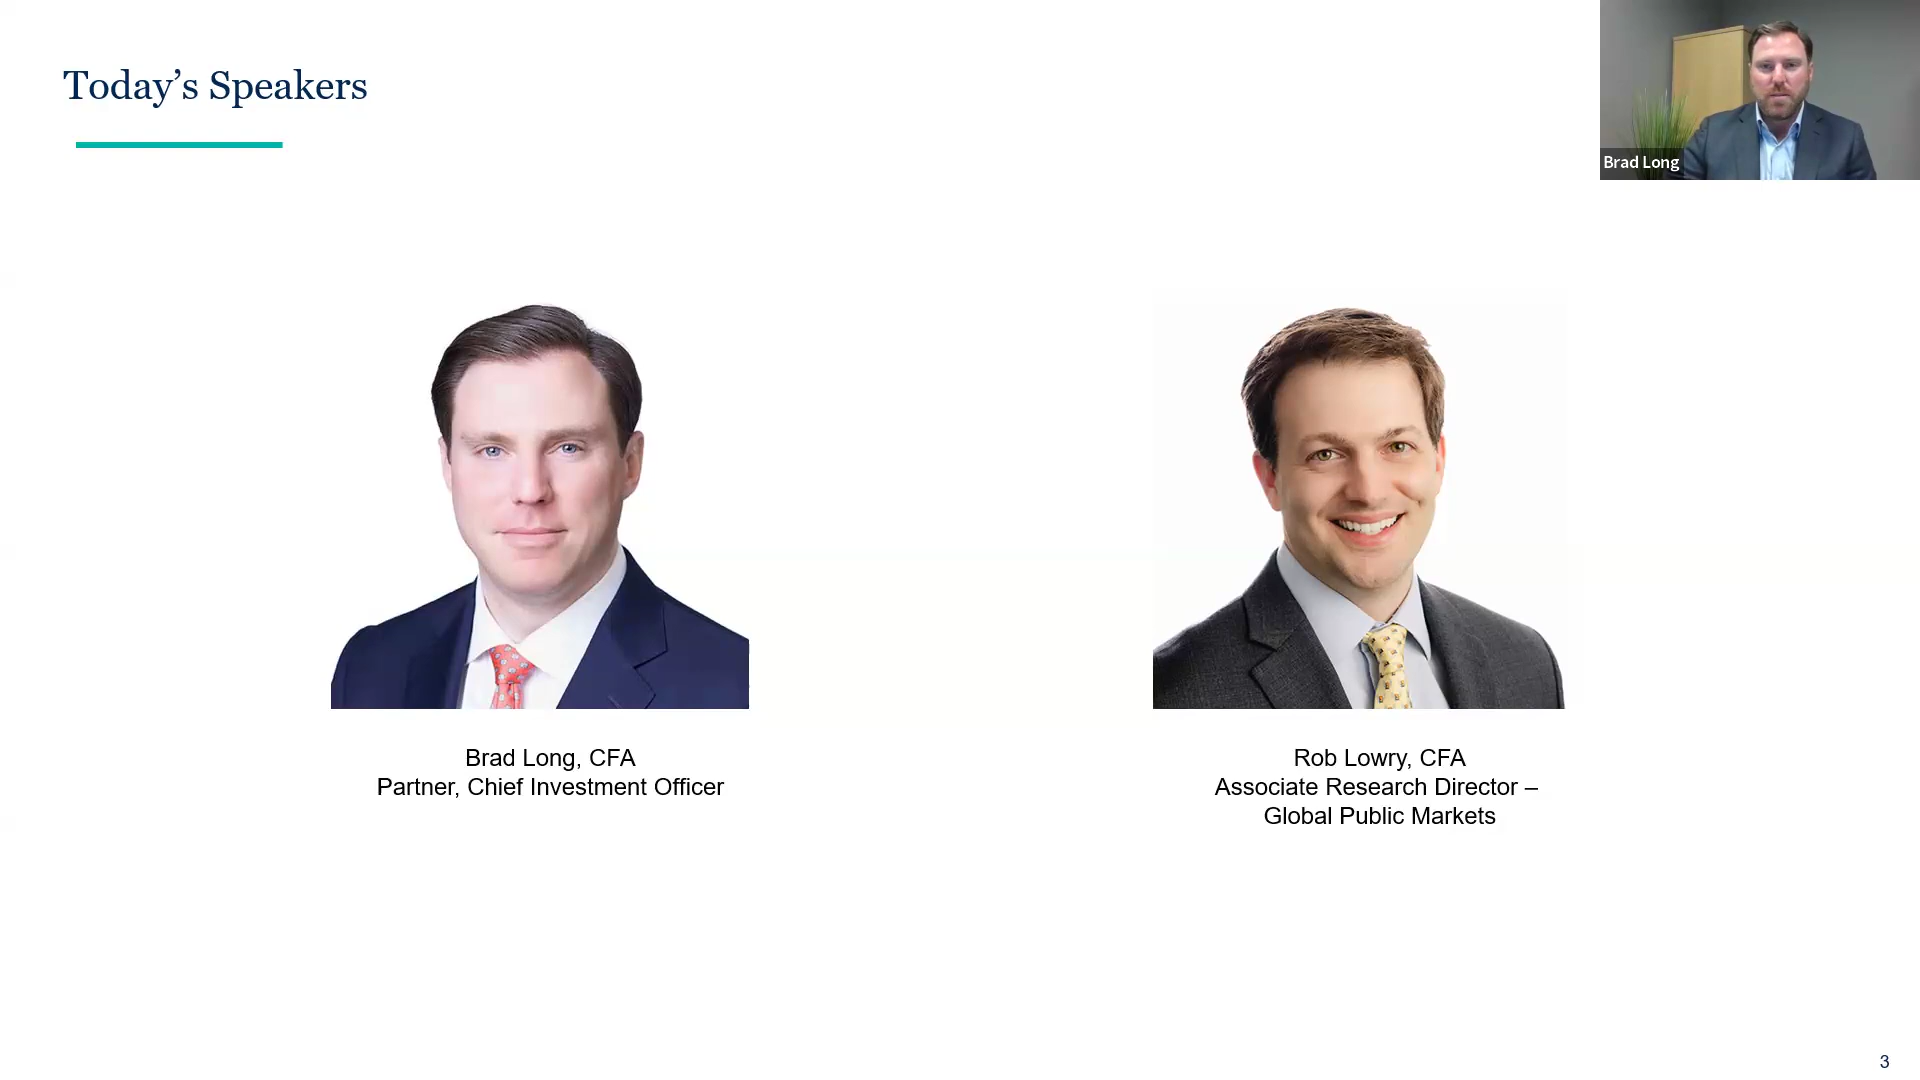 Today’s Speakers
Brad Long
Brad Long, CFA
Partner, Chief Investment Officer
Rob Lowry, CFA
Associate Research Director –
Global Public Markets
3